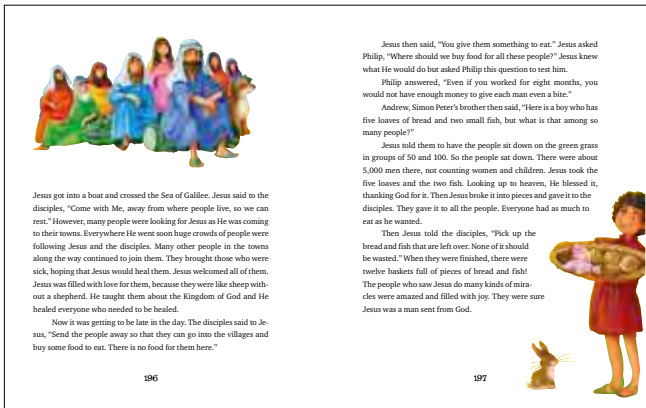 Jesus got into a boat and crossed the Sea of Galilee. Jesus said to the
disciples, “Come with Me, away from where people live, so we can
rest.” However, many people were looking for Jesus as He was coming
to their towns. Everywhere He went soon huge crowds of people were
following Jesus and the disciples. Many other people in the towns
along the way continued to join them. They brought those who were
sick, hoping that Jesus would heal them. Jesus welcomed all of them.
Jesus was filled with love for them, because they were like sheep with-
out a shepherd. He taught them about the Kingdom of God and He
healed everyone who needed to be healed.
Now it was getting to be late in the day. The disciples said to Je-
sus, “Send the people away so that they can go into the villages and
buy some food to eat. There is no food for them here.”
196
Jesus then said, “You give them something to eat.” Jesus asked
Philip, “Where should we buy food for all these people?” Jesus knew
what He would do but asked Philip this question to test him.
Philip answered, “Even if you worked for eight months, you
would not have enough money to give each man even a bite.”
Andrew, Simon Peter’s brother then said, “Here is a boy who has
five loaves of bread and two small fish, but what is that among so
many people?”
Jesus told them to have the people sit down on the green grass
in groups of 50 and 100. So the people sat down. There were about
5,000 men there, not counting women and children. Jesus took the
five loaves and the two fish. Looking up to heaven, He blessed it,
thanking God for it. Then Jesus broke it into pieces and gave it to the
disciples. They gave it to all the people. Everyone had as much to
eat as he wanted.
Then Jesus told the disciples, “Pick up the
bread and fish that are left over. None of it should
be wasted.” When they were finished, there were
twelve baskets full of pieces of bread and fish!
The people who saw Jesus do many kinds of mira-
cles were amazed and filled with joy. They were sure
Jesus was a man sent from God.
197